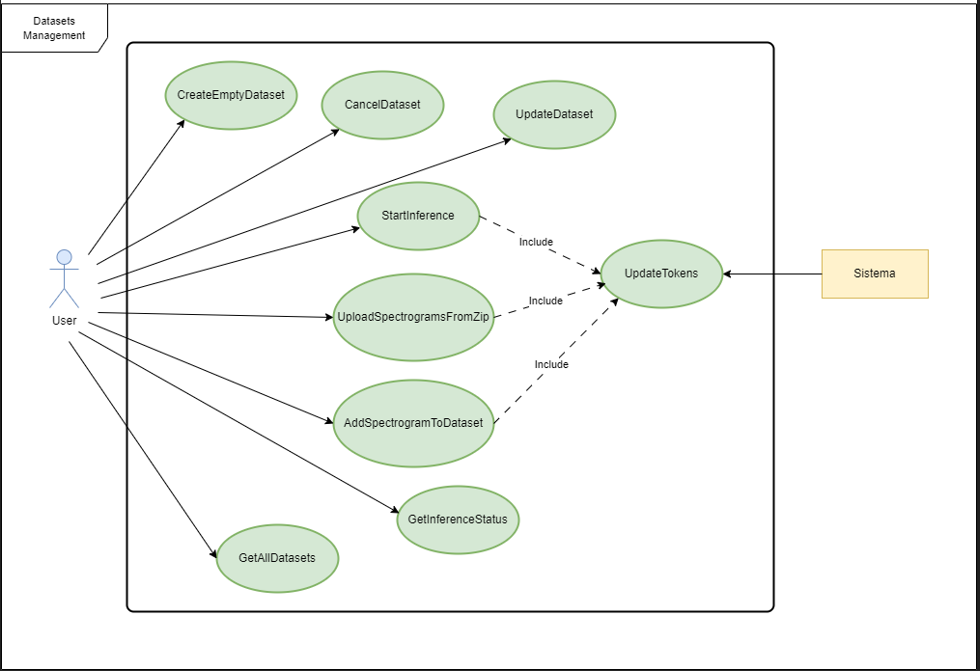 Datasets
Management
CreateEmptyDataset
CancelDataset
UpdateDataset
StartInference
Include
UpdateTokens
Sistema
User
UploadSpectrogramsFromZip
Include
Include
AddSpectrogramToDataset
GetInferenceStatus
GetAllDatasets